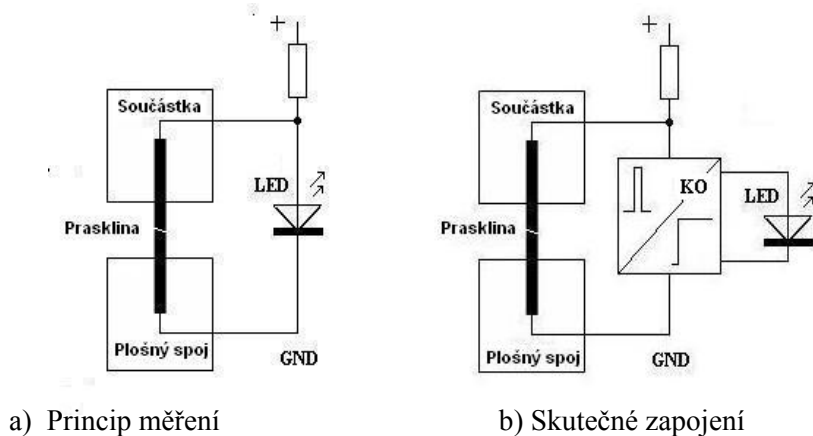 +
Součástka
LED
Prasklina
Plošný spoj
GND
+
Součástka
KO
LED
Prasklina
Plošný spoj
GND
a) Princip měření
b) Skutečné zapojení